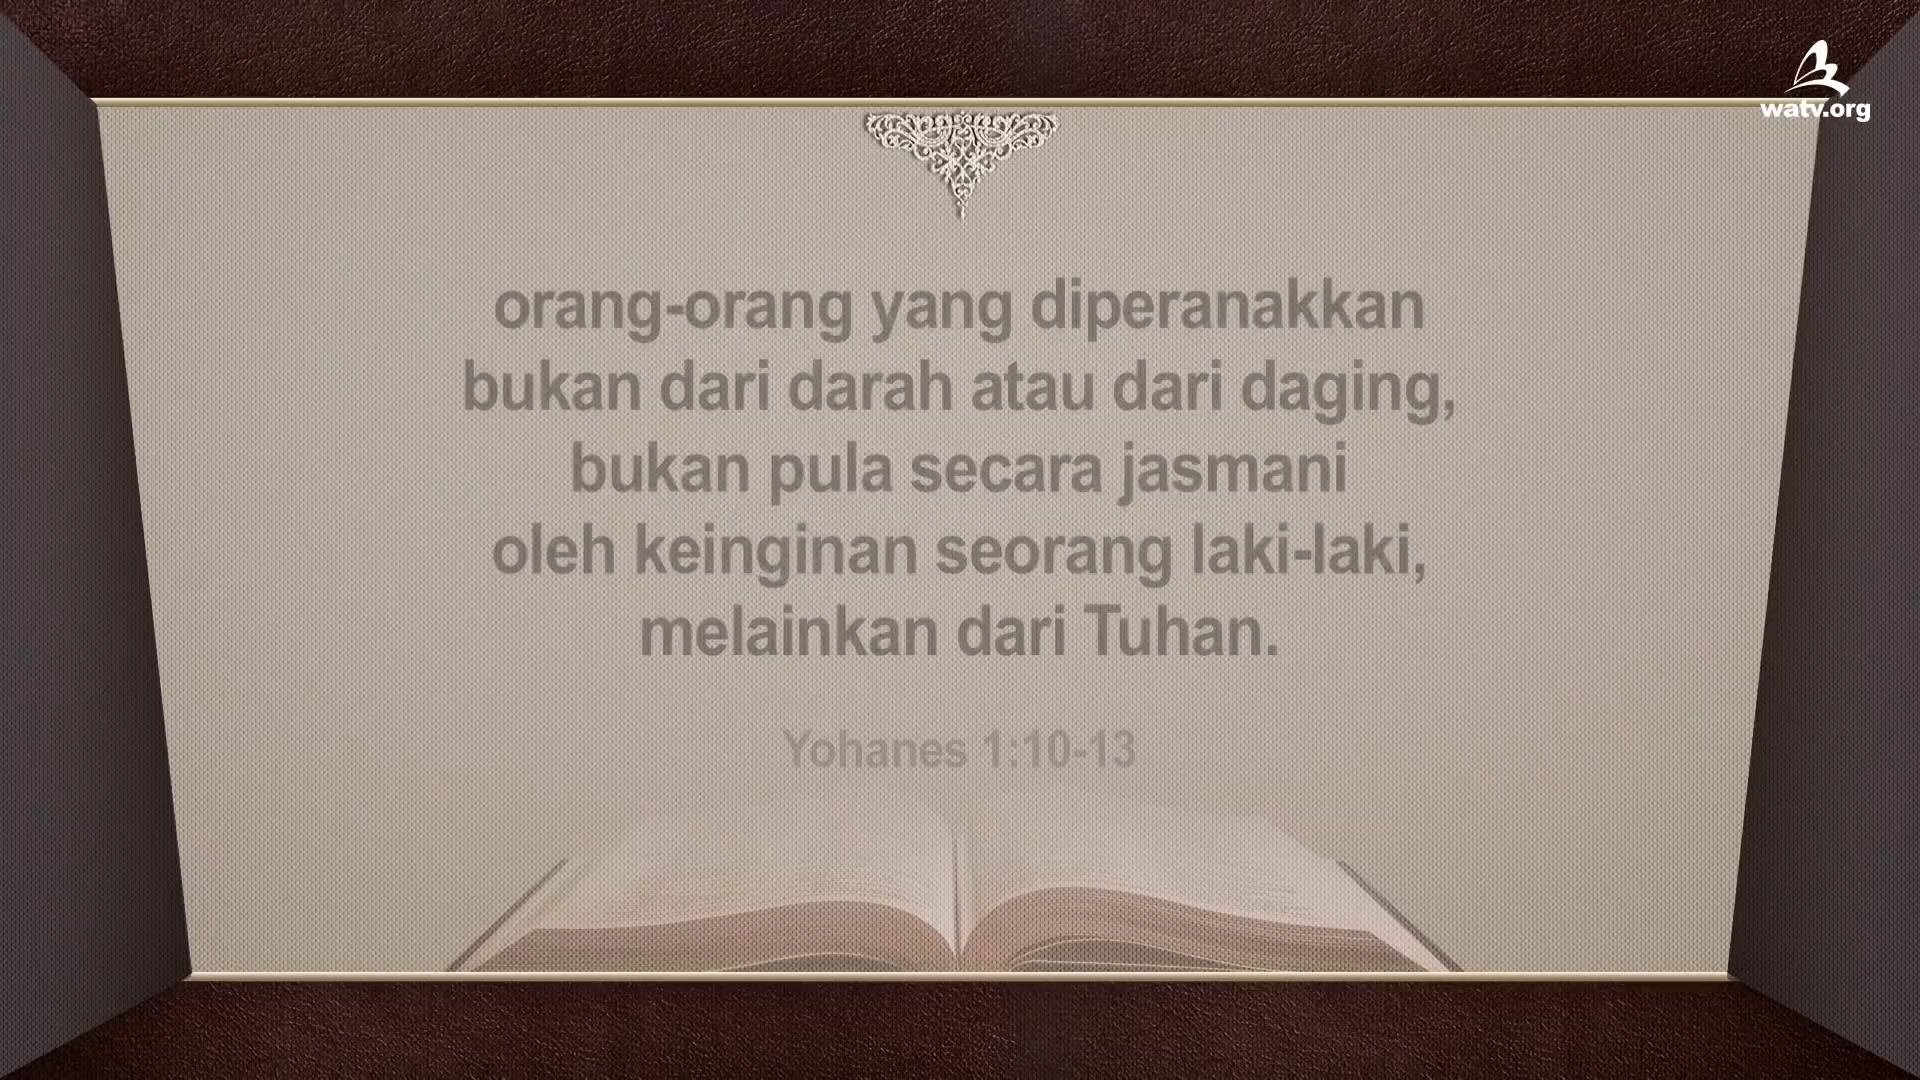 watv.org
orang-orang yang diperanakkan
bukan dari darah atau dari daging,
bukan pula secara jasmani
oleh keinginan seorang laki-laki,
melainkan dari Tuhan.
Yohanes 1:10-13